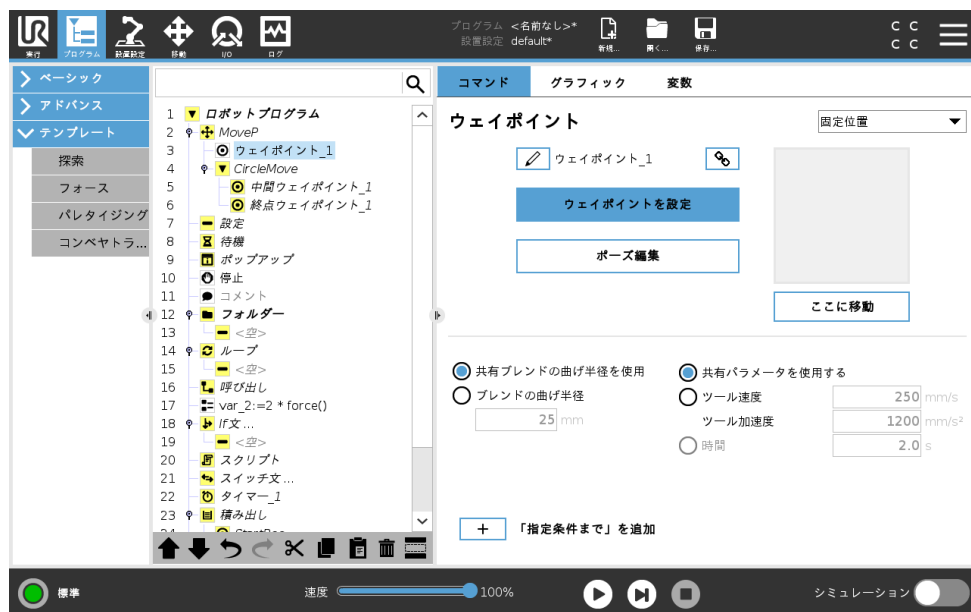 プログラム <名前なし>*
設置設定 default*
実行 プログラム 設置設定 移動 I/O ログ 新規... 開く... 保存...
C C
C C
ベーシック
アドバンス
テンプレート
探索
フォース
パレタイジング
コンベヤトラ...
1 ロボットプログラム
2 MoveP
3 ウェイポイント_1
4 CircleMove
5 中間ウェイポイント_1
6 終点ウェイポイント_1
7 設定
8 待機
9 ポップアップ
10 停止
11 コメント
12 フォルダー
13 <空>
14 ループ
15 <空>
16 呼び出し
17 var_2:=2 * force()
18 If文...
19 <空>
20 スクリプト
21 スイッチ文...
22 タイマー_1
23 積み出し
コマンド グラフィック 変数
ウェイポイント
固定位置
ウェイポイント_1
ウェイポイントを設定
ポーズ編集
ここに移動
共有ブレンドの曲げ半径を使用
ブレンドの曲げ半径
25 mm
共有パラメータを使用する
ツール速度 250 mm/s
ツール加速度 1200 mm/s²
時間 2.0 s
+ 「指定条件まで」を追加
標準 速度 100% シミュレーション